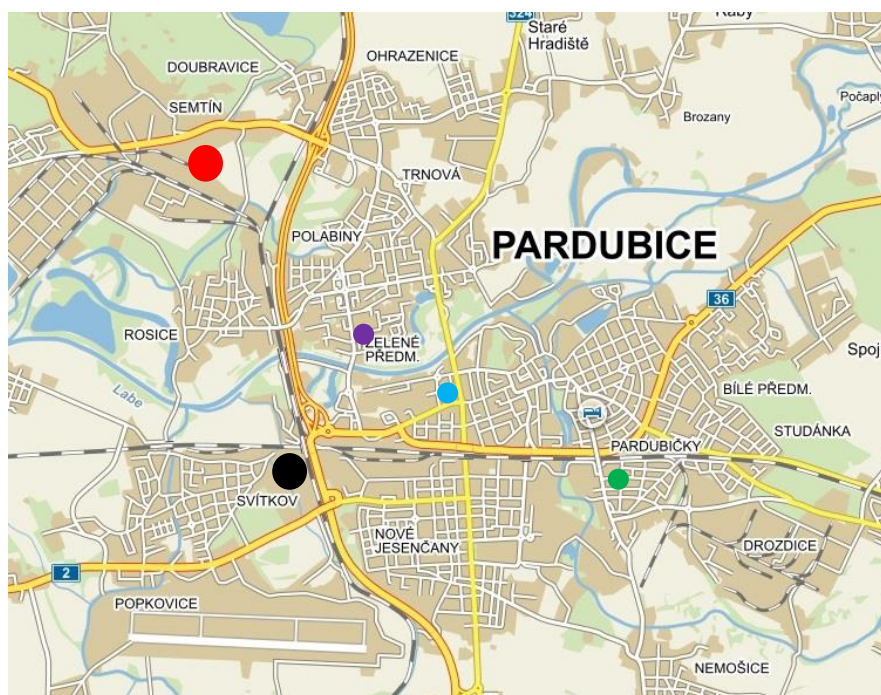 324
Raby
Staré
Hradiště
OHRAZENICE
DOUBRAVICE
SEMTÍN
Počaply
Brozany
TRNOVÁ
POLABINY
PARDUBICE
36
ROSICE
ZELENÉ
PŘEDM.
Spoj
Labe
BÍLÉ PŘEDM.
STUDÁNKA
PARDUBIČKY
SVÍTKOV
NOVÉ
JESENČANY
DROZDICE
2
POPKOVICE
NEMOŠICE